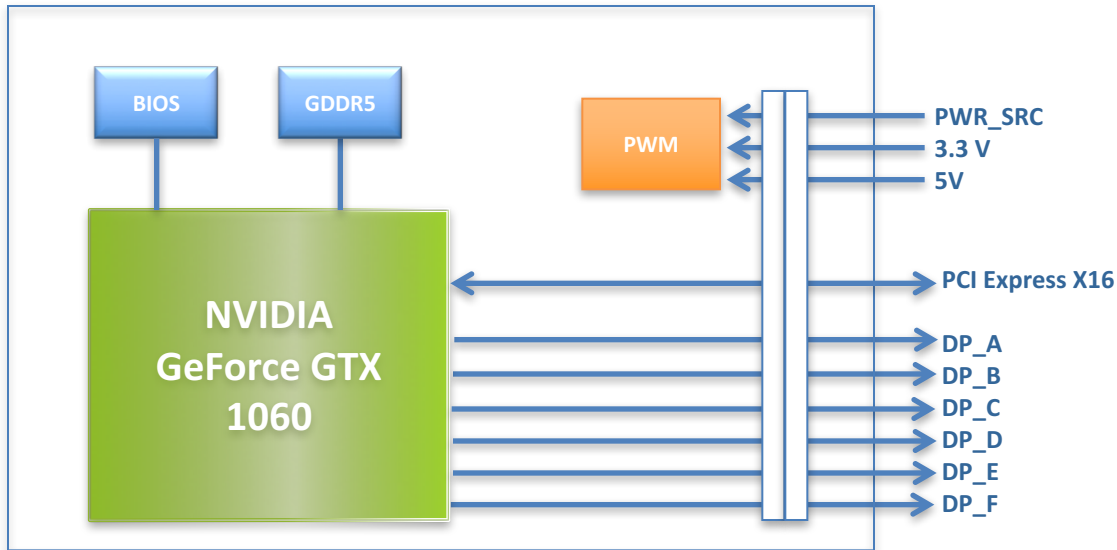 BIOS
GDDR5
PWM
PWR_SRC
3.3 V
5V
NVIDIA
GeForce GTX
1060
PCI Express X16
DP_A
DP_B
DP_C
DP_D
DP_E
DP_F